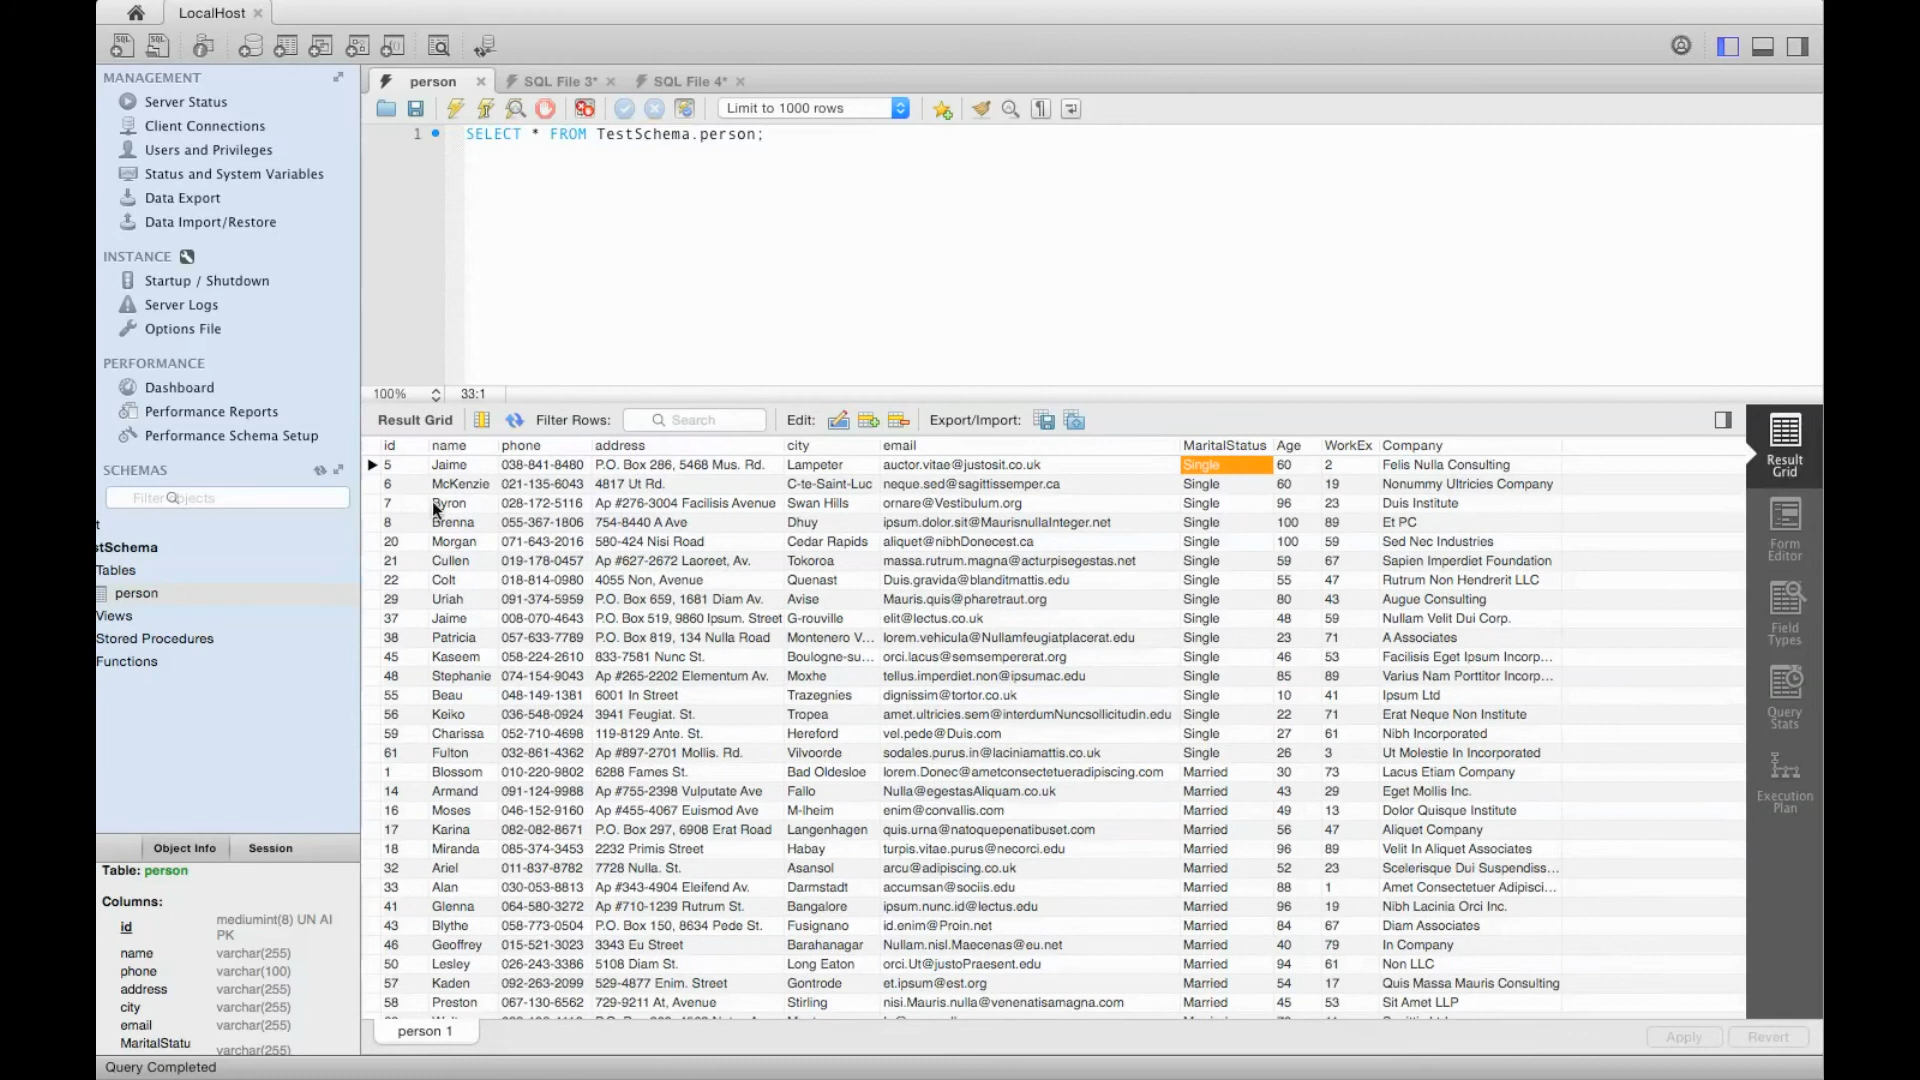 LocalHost
MANAGEMENT
Server Status
Client Connections
Users and Privileges
Status and System Variables
Data Export
Data Import/Restore
INSTANCE
Startup / Shutdown
Server Logs
Options File
PERFORMANCE
Dashboard
Performance Reports
Performance Schema Setup
SCHEMAS
Filter objects
t
stSchema
Tables
person
Views
Stored Procedures
Functions
Object Info Session
Table: person
Columns:
id mediumint(8) UN AI
PK
name varchar(255)
phone varchar(100)
address varchar(255)
city varchar(255)
email varchar(255)
MaritalStatu varchar(255)
person SQL File 3* SQL File 4*
Limit to 1000 rows
1 SELECT * FROM TestSchema.person;
100% 33:1
Result Grid Filter Rows: Search Edit: Export/Import:
id name phone address city email MaritalStatus Age WorkEx Company
5 Jaime 038-841-8480 P.O. Box 286, 5468 Mus. Rd. Lampeter auctor.vitae@justosit.co.uk Single 60 2 Felis Nulla Consulting
6 McKenzie 021-135-6043 4817 Ut Rd. C-te-Saint-Luc neque.sed@sagittissemper.ca Single 60 19 Nonummy Ultricies Company
7 Byron 028-172-5116 Ap #276-3004 Facilisis Avenue Swan Hills ornare@Vestibulum.org Single 96 23 Duis Institute
8 Brenna 055-367-1806 754-8440 A Ave Dhuy ipsum.dolor.sit@MaurisnullaInteger.net Single 100 89 Et PC
20 Morgan 071-643-2016 580-424 Nisi Road Cedar Rapids aliquet@nibhDonecest.ca Single 100 59 Sed Nec Industries
21 Cullen 019-178-0457 Ap #627-2672 Laoreet, Av. Tokoroa massa.rutrum.magna@acturpisegestas.net Single 59 67 Sapien Imperdiet Foundation
22 Colt 018-814-0980 4055 Non, Avenue Quenast Duis.gravida@blanditmattis.edu Single 55 47 Rutrum Non Hendrerit LLC
29 Uriah 091-374-5959 P.O. Box 659, 1681 Diam Av. Avise Mauris.quis@pharetraut.org Single 80 43 Augue Consulting
37 Jaime 008-070-4643 P.O. Box 519, 9860 Ipsum. Street G-rouville elit@lectus.co.uk Single 48 59 Nullam Velit Dui Corp.
38 Patricia 057-633-7789 P.O. Box 819, 134 Nulla Road Montenero V... lorem.vehicula@Nullamfeugiatplacerat.edu Single 23 71 A Associates
45 Kaseem 058-224-2610 833-7581 Nunc St. Boulogne-su... orci.lacus@semsempererat.org Single 46 53 Facilisis Eget Ipsum Incorp...
48 Stephanie 074-154-9043 Ap #265-2202 Elementum Av. Moxhe tellus.imperdiet.non@ipsumac.edu Single 85 89 Varius Nam Porttitor Incorp...
55 Beau 048-149-1381 6001 In Street Trazegnies dignissim@tortor.co.uk Single 10 41 Ipsum Ltd
56 Keiko 036-548-0924 3941 Feugiat. St. Tropea amet.ultricies.sem@interdumNuncsollicitudin.edu Single 22 71 Erat Neque Non Institute
59 Charissa 052-710-4698 119-8129 Ante. St. Hereford vel.pede@Duis.com Single 27 61 Nibh Incorporated
61 Fulton 032-861-4362 Ap #897-2701 Mollis. Rd. Vilvoorde sodales.purus.in@laciniamattis.co.uk Single 26 3 Ut Molestie In Incorporated
1 Blossom 010-220-9802 6288 Fames St. Bad Oldesloe lorem.Donec@ametconsectetueradipiscing.com Married 30 73 Lacus Etiam Company
14 Armand 091-124-9988 Ap #755-2398 Vulputate Ave Fallo Nulla@egestasAliquam.co.uk Married 43 29 Eget Mollis Inc.
16 Moses 046-152-9160 Ap #455-4067 Euismod Ave M-lheim enim@convallis.com Married 49 13 Dolor Quisque Institute
17 Karina 082-082-8671 P.O. Box 297, 6908 Erat Road Langenhagen quis.urna@natoquepenatibuset.com Married 56 47 Aliquet Company
18 Miranda 085-374-3453 2232 Primis Street Habay turpis.vitae.purus@necorci.edu Married 96 89 Velit In Aliquet Associates
32 Ariel 011-837-8782 7728 Nulla. St. Asansol arcu@adipiscing.co.uk Married 52 23 Scelerisque Dui Suspendiss...
33 Alan 030-053-8813 Ap #343-4904 Eleifend Av. Darmstadt accumsan@sociis.edu Married 88 1 Amet Consectetuer Adipisci...
41 Glenna 064-580-3272 Ap #710-1239 Rutrum St. Bangalore ipsum.nunc.id@lectus.edu Married 96 19 Nibh Lacinia Orci Inc.
43 Blythe 058-773-0504 P.O. Box 150, 8634 Pede St. Fusignano id.enim@Proin.net Married 84 67 Diam Associates
46 Geoffrey 015-521-3023 3343 Eu Street Barahanagar Nullam.nisl.Maecenas@eu.net Married 40 79 In Company
50 Lesley 026-243-3386 5108 Diam St. Long Eaton orci.Ut@justoPraesent.edu Married 94 61 Non LLC
57 Kaden 092-263-2099 529-4877 Enim. Street Gontrode et.ipsum@est.org Married 54 17 Quis Massa Mauris Consulting
58 Preston 067-130-6562 729-9211 At, Avenue Stirling nisi.Mauris.nulla@venenatisamagna.com Married 45 53 Sit Amet LLP
Result
Grid
Form
Editor
Field
Types
Query
Stats
Execution
Plan
person 1
Apply Revert
Query Completed